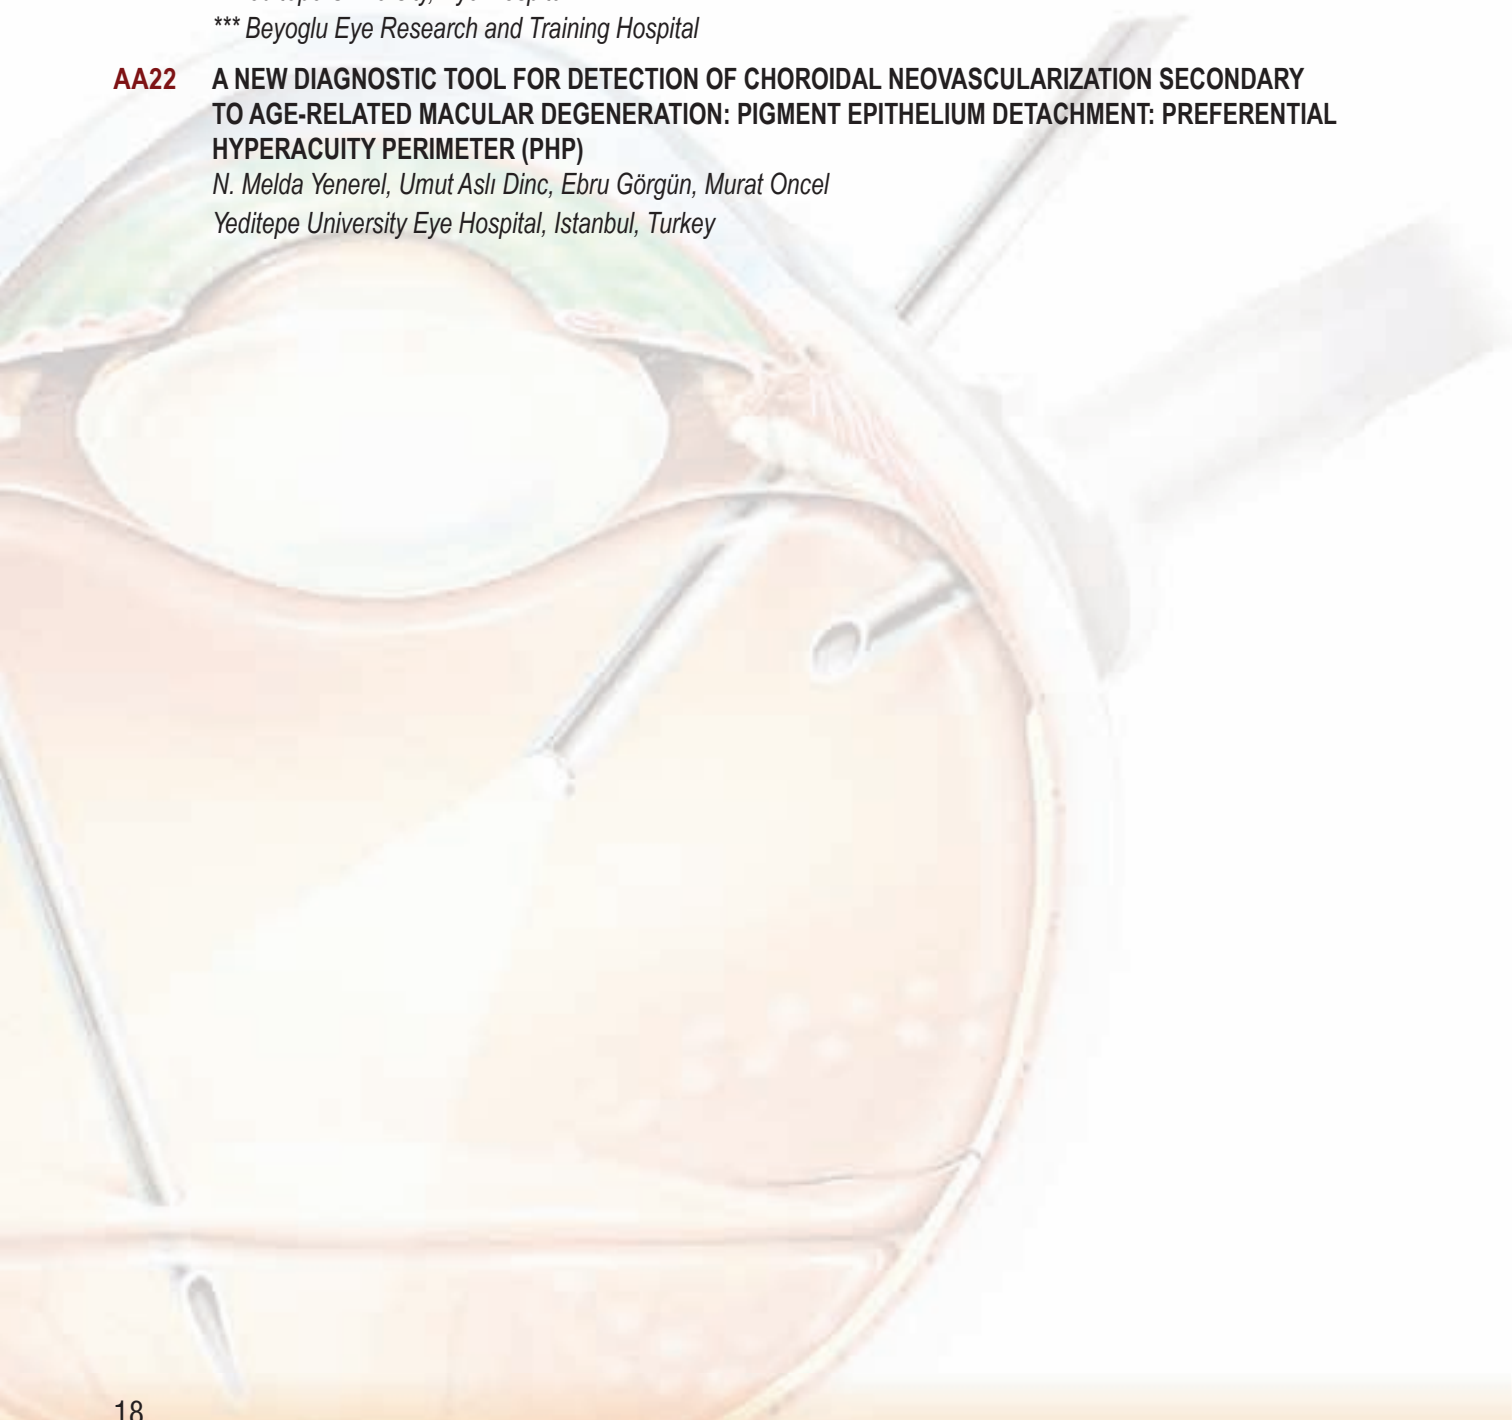 *** Beyoglu Eye Research and Training Hospital
AA22 A NEW DIAGNOSTIC TOOL FOR DETECTION OF CHOROIDAL NEOVASCULARIZATION SECONDARY
TO AGE-RELATED MACULAR DEGENERATION: PIGMENT EPITHELIUM DETACHMENT: PREFERENTIAL
HYPERACUITY PERIMETER (PHP)
N. Melda Yenerel, Umut Aslı Dinc, Ebru Görgün, Murat Oncel
Yeditepe University Eye Hospital, Istanbul, Turkey
18